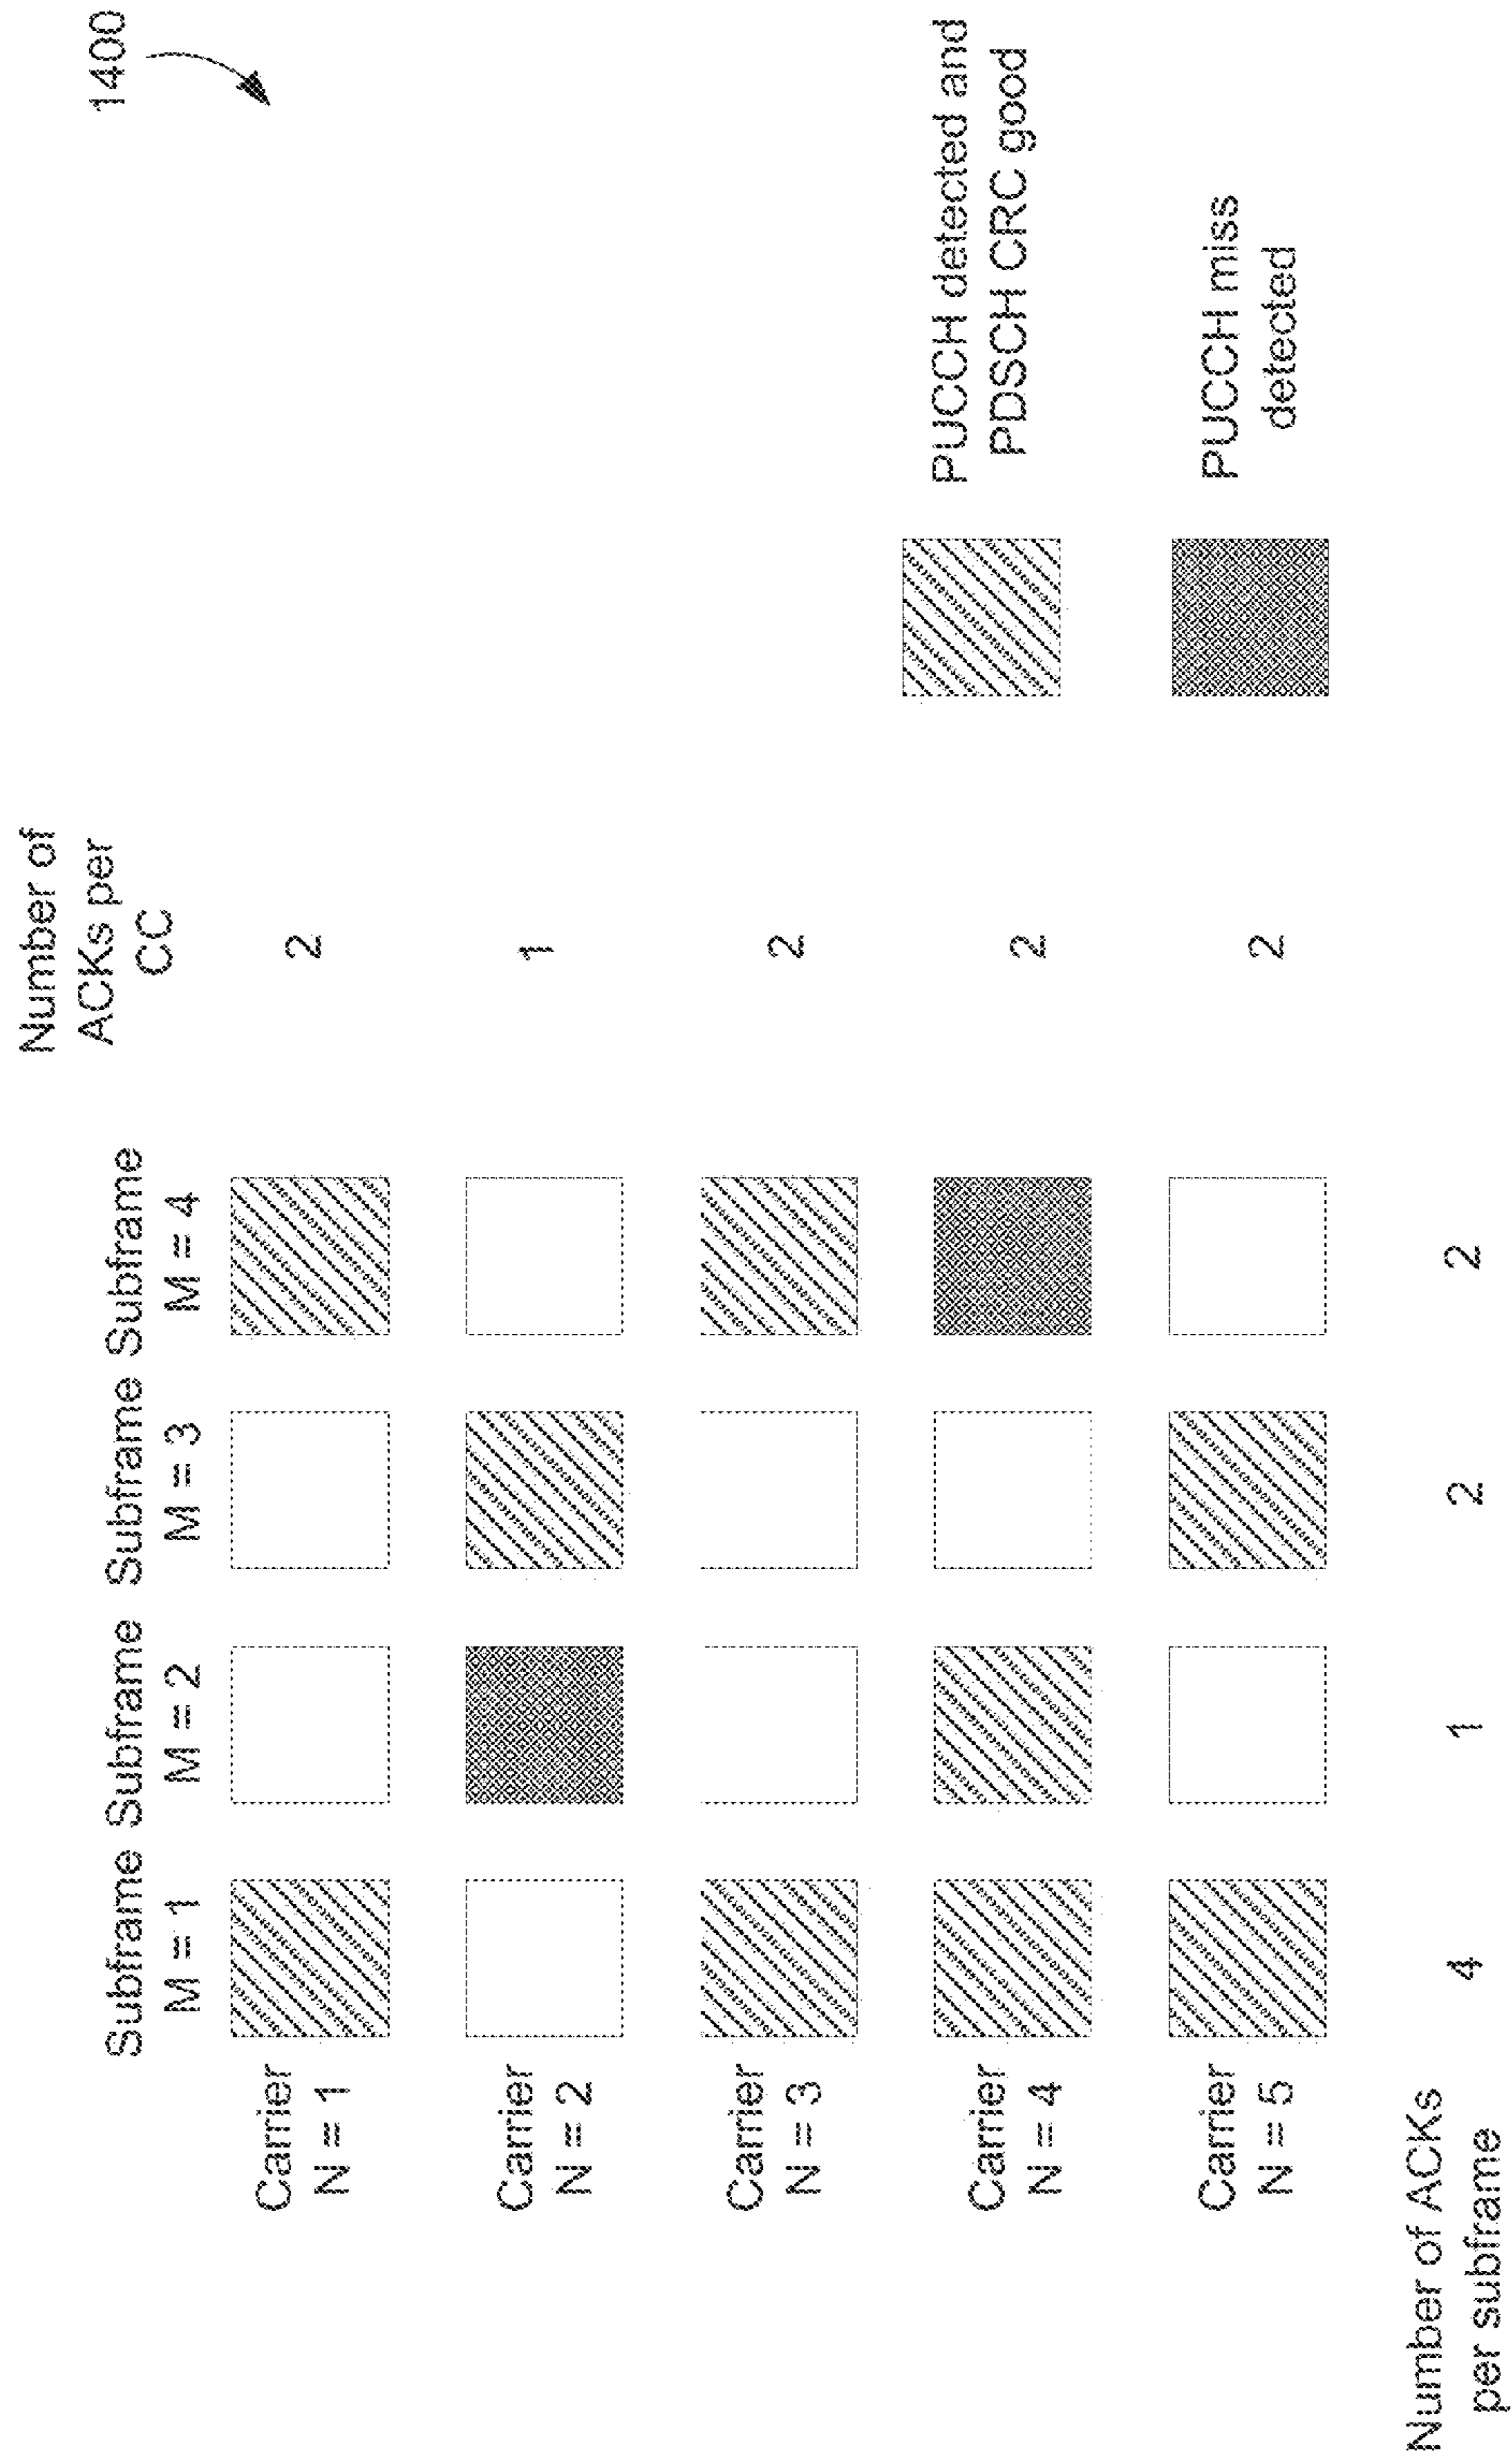 1400
Number of
ACKs per
CC
Subframe Subframe Subframe Subframe
M = 1 M = 2 M = 3 M = 4
Carrier
N = 1
2
Carrier
N = 2
1
Carrier
N = 3
2
Carrier
N = 4
2
Carrier
N = 5
2
Number of ACKs
per subframe
4 1 2 2
PUCCH detected and
PDSCH CRC good
PUCCH miss
detected